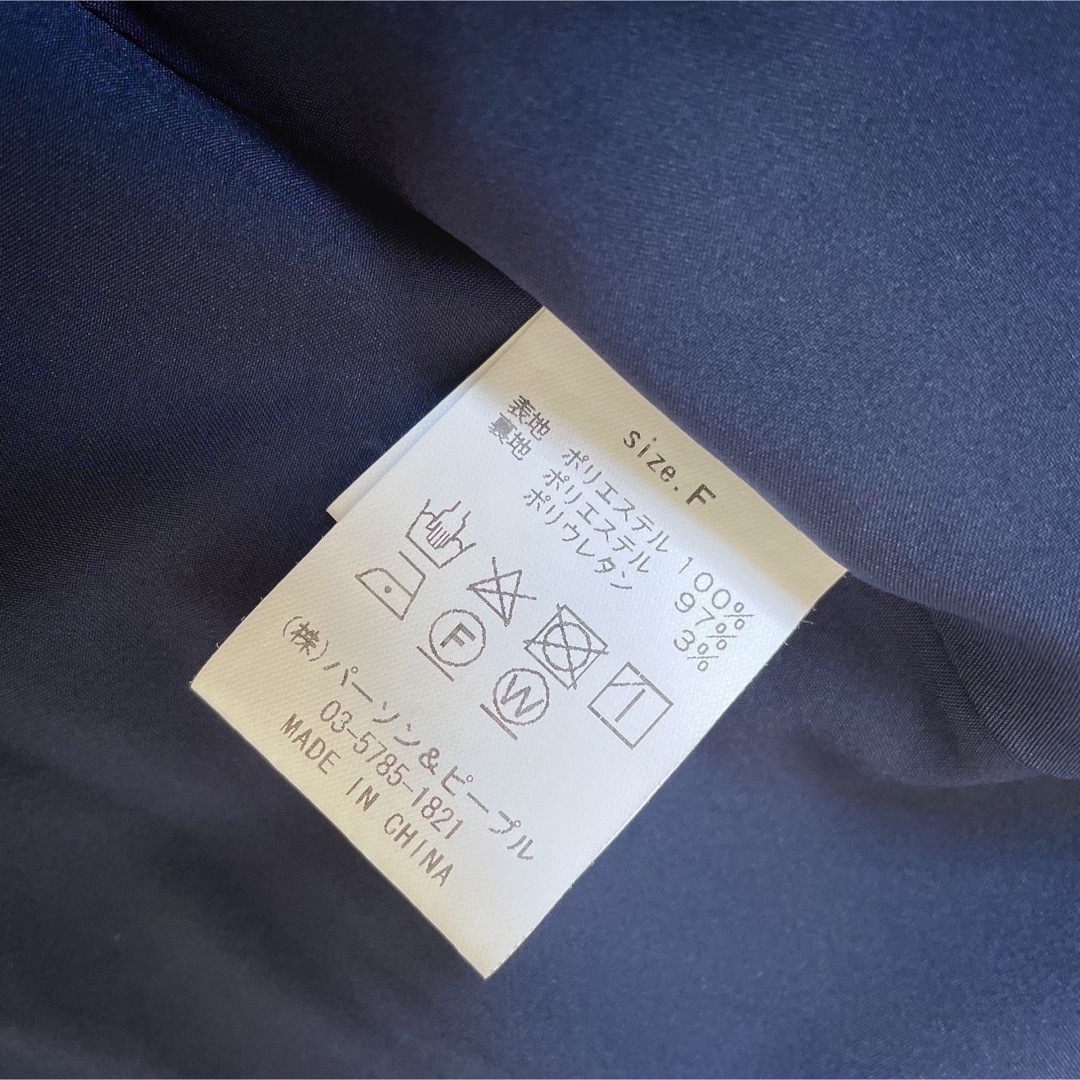 size. F
表地 ポリエステル 100%
裏地 ポリエステル 97%
ポリウレタン 3%
F
W
(株)パーソン&ピープル
03-5785-1821
MADE IN CHINA